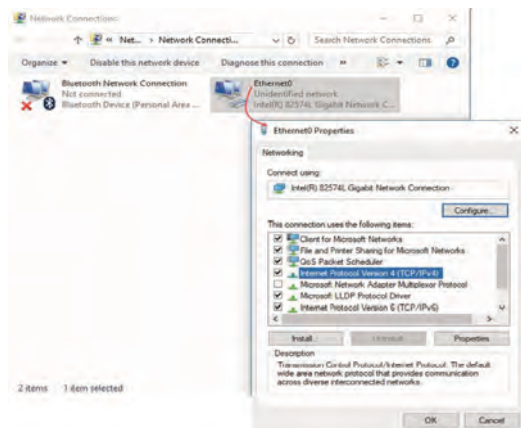 Network Connections
Net... › Network Connecti...
Search Network Connections
Organize
Disable this network device
Diagnose this connection
»
Bluetooth Network Connection
Not connected
Bluetooth Device (Personal Area ...
Ethernet0
Unidentified network
Intel(R) 82574L Gigabit Network C...
Ethernet0 Properties
Networking
Connect using:
Intel(R) 82574L Gigabit Network Connection
Configure...
This connection uses the following items:
Client for Microsoft Networks
File and Printer Sharing for Microsoft Networks
QoS Packet Scheduler
Internet Protocol Version 4 (TCP/IPv4)
Microsoft Network Adapter Multiplexor Protocol
Microsoft LLDP Protocol Driver
Internet Protocol Version 6 (TCP/IPv6)
Install...
Uninstall
Properties
Description
Transmission Control Protocol/Internet Protocol. The default
wide area network protocol that provides communication
across diverse interconnected networks.
2 items
1 item selected
OK
Cancel